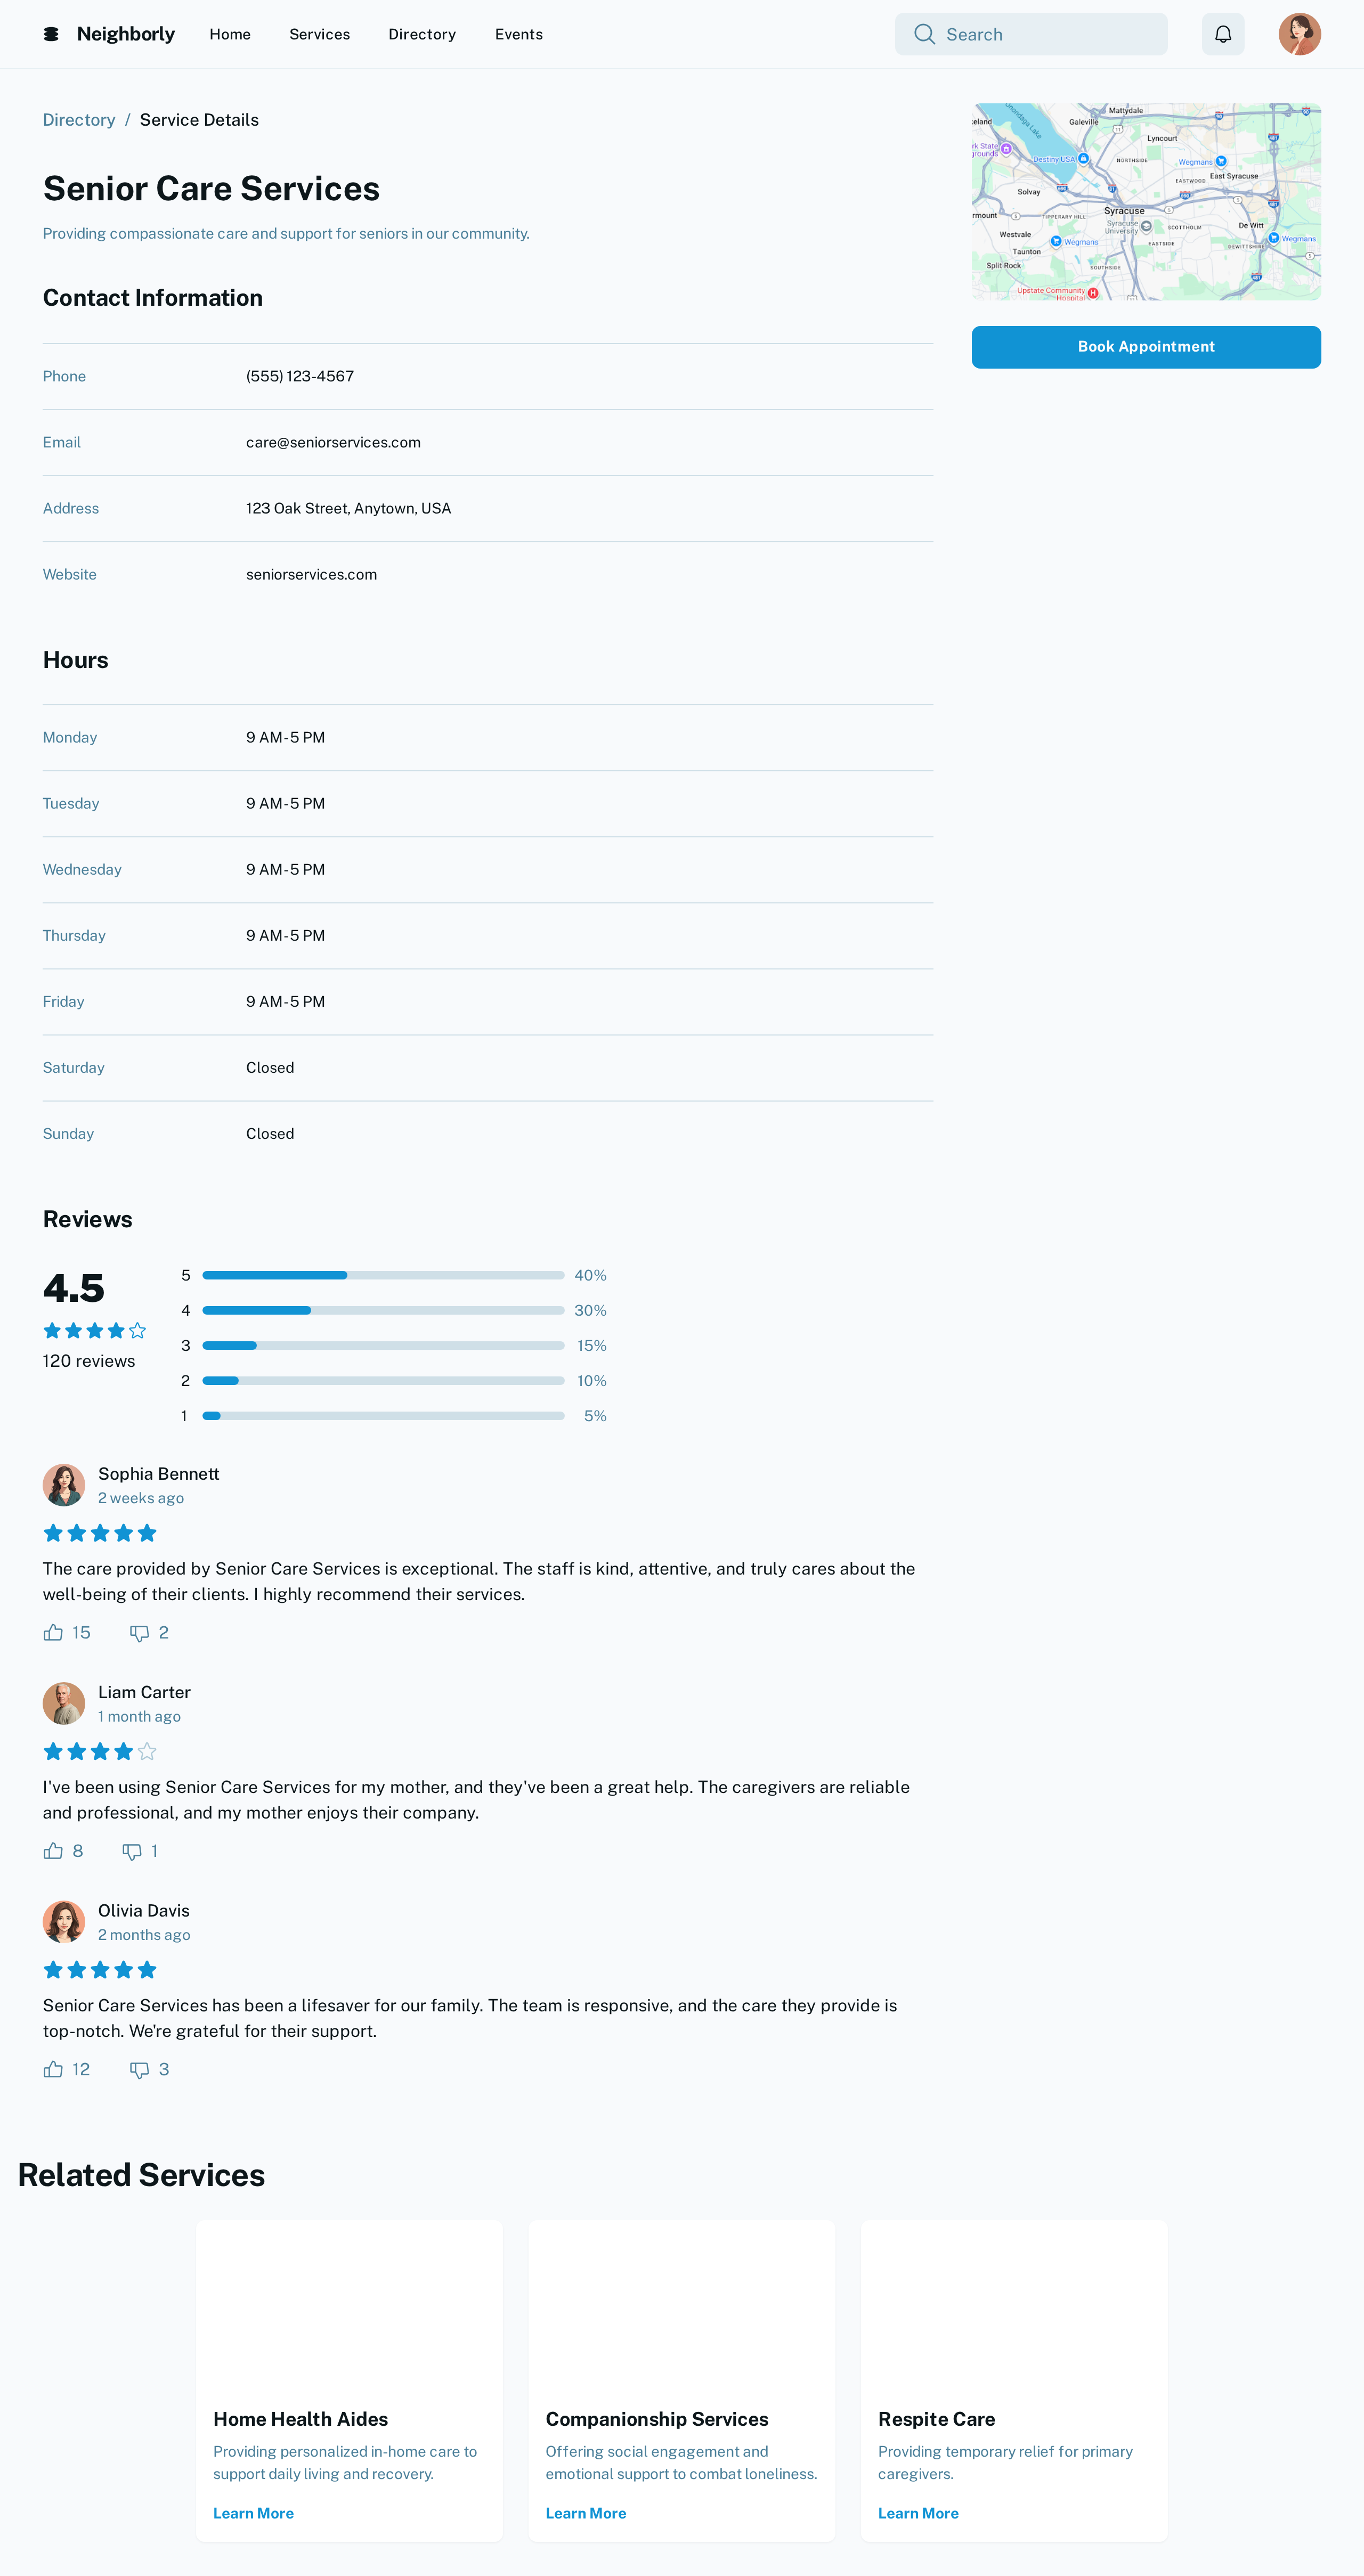 Neighborly
Home
Services
Directory
Events
Search
Directory / Service Details
Senior Care Services
Providing compassionate care and support for seniors in our community.
Contact Information
Phone (555) 123-4567
Email care@seniorservices.com
Address 123 Oak Street, Anytown, USA
Website seniorservices.com
Hours
Monday 9 AM-5 PM
Tuesday 9 AM-5 PM
Wednesday 9 AM-5 PM
Thursday 9 AM-5 PM
Friday 9 AM-5 PM
Saturday Closed
Sunday Closed
Reviews
4.5
120 reviews
5 40%
4 30%
3 15%
2 10%
1 5%
Sophia Bennett
2 weeks ago
The care provided by Senior Care Services is exceptional. The staff is kind, attentive, and truly cares about the
well-being of their clients. I highly recommend their services.
15 2
Liam Carter
1 month ago
I've been using Senior Care Services for my mother, and they've been a great help. The caregivers are reliable
and professional, and my mother enjoys their company.
8 1
Olivia Davis
2 months ago
Senior Care Services has been a lifesaver for our family. The team is responsive, and the care they provide is
top-notch. We're grateful for their support.
12 3
Mattydale
Onondaga Lake
eland
Galeville
11
Lyncourt
rk State
grounds
Destiny USA
NORTHSIDE
Wegmans
EASTWOOD
East Syracuse
Solvay
rmount
5
TIPPERARY HILL
Syracuse
5
5
Syracuse
University
SCOTTHOLM
De Witt
Westvale
Wegmans
EASTSIDE
Wegmans
DEWITTSHIRE
Taunton
5
Split Rock
SOUTHSIDE
Upstate Community
Hospital
H
11
Book Appointment
Related Services
Home Health Aides
Providing personalized in-home care to
support daily living and recovery.
Learn More
Companionship Services
Offering social engagement and
emotional support to combat loneliness.
Learn More
Respite Care
Providing temporary relief for primary
caregivers.
Learn More